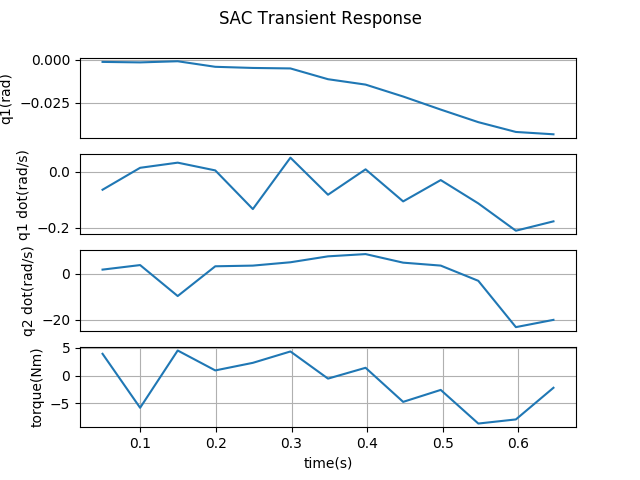 SAC Transient Response
0.000
−0.025
q1(rad)
0.0
−0.2
q1 dot(rad/s)
0
−20
q2 dot(rad/s)
5
0
−5
torque(Nm)
0.1 0.2 0.3 0.4 0.5 0.6
time(s)